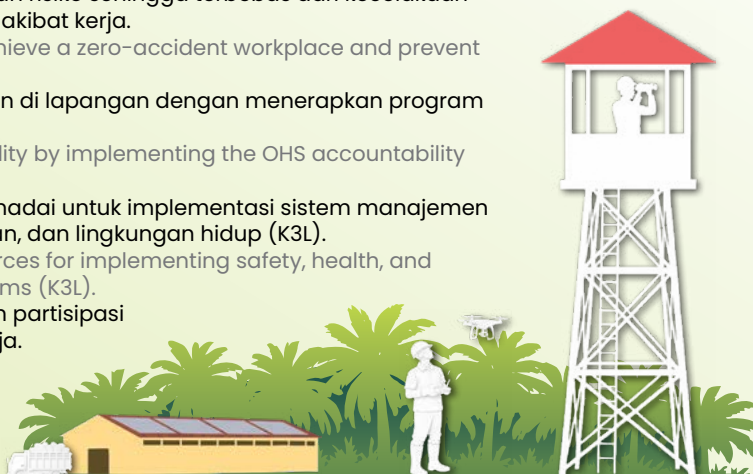 akibat kerja.
hieve a zero-accident workplace and prevent
n di lapangan dengan menerapkan program
lity by implementing the OHS accountability
nadai untuk implementasi sistem manajemen
an, dan lingkungan hidup (K3L).
rces for implementing safety, health, and
ms (K3L).
n partisipasi
ja.